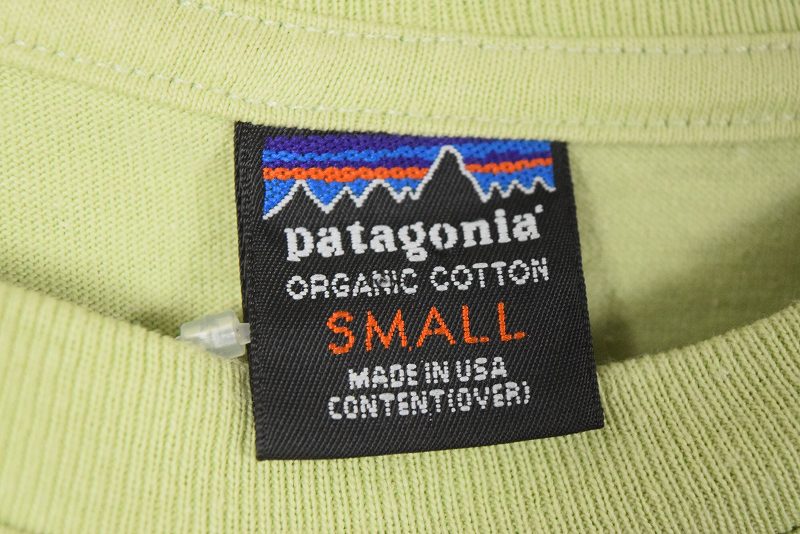 patagonia
ORGANIC COTTON
SMALL
MADE IN USA
CONTENT(OVER)